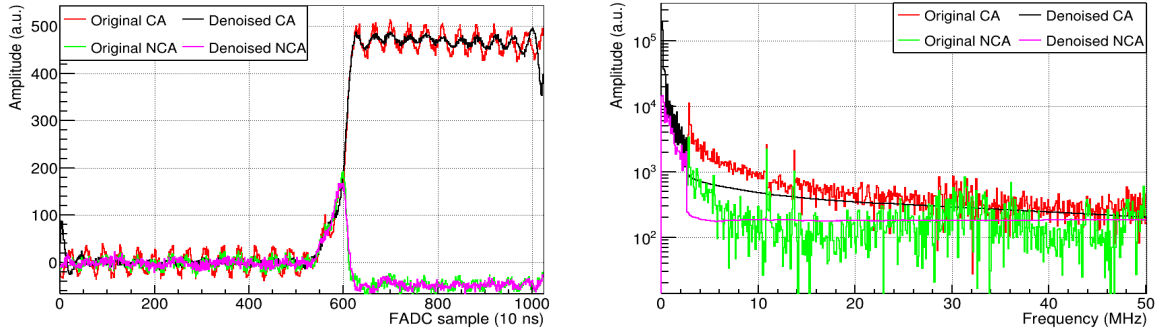 Amplitude (a.u.)
Original CA
Denoised CA
Original NCA
Denoised NCA
500
400
300
200
100
0
0
200
400
600
800
1000
FADC sample (10 ns)
Amplitude (a.u.)
Original CA
Denoised CA
Original NCA
Denoised NCA
10^5
10^4
10^3
10^2
0
10
20
30
40
50
Frequency (MHz)